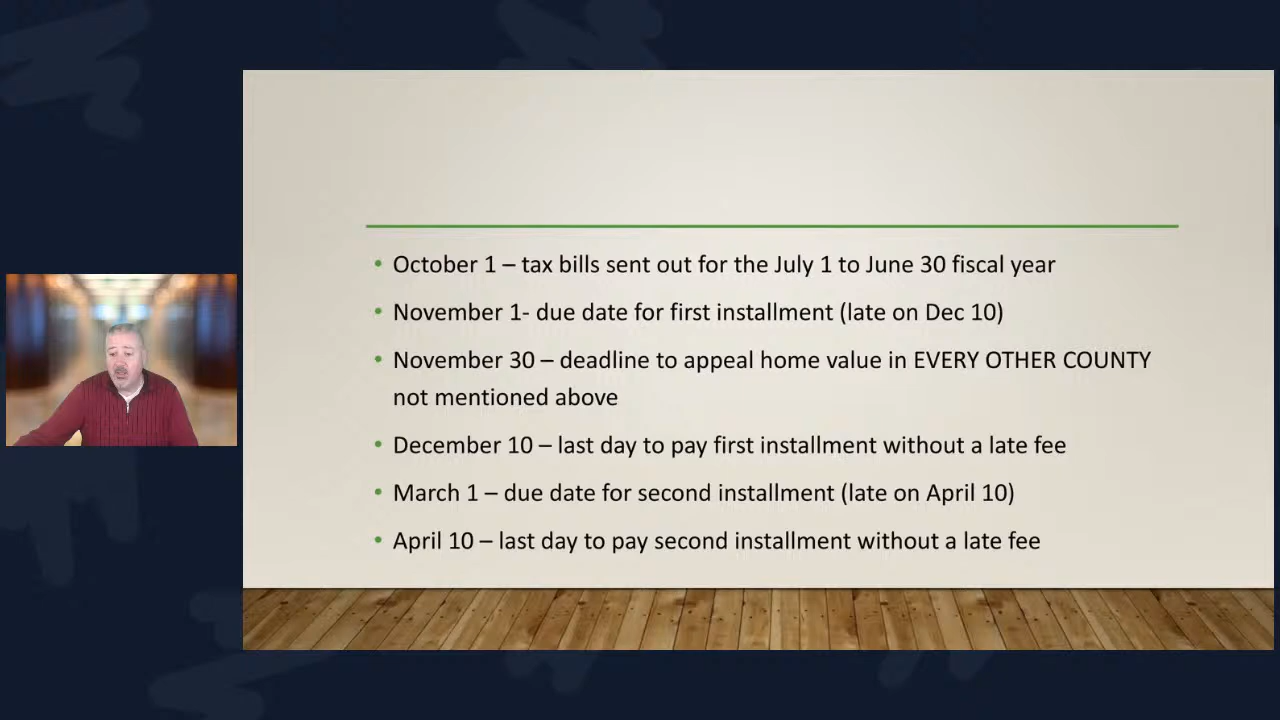 • October 1 – tax bills sent out for the July 1 to June 30 fiscal year
• November 1- due date for first installment (late on Dec 10)
• November 30 – deadline to appeal home value in EVERY OTHER COUNTY
not mentioned above
• December 10 – last day to pay first installment without a late fee
• March 1 – due date for second installment (late on April 10)
• April 10 – last day to pay second installment without a late fee